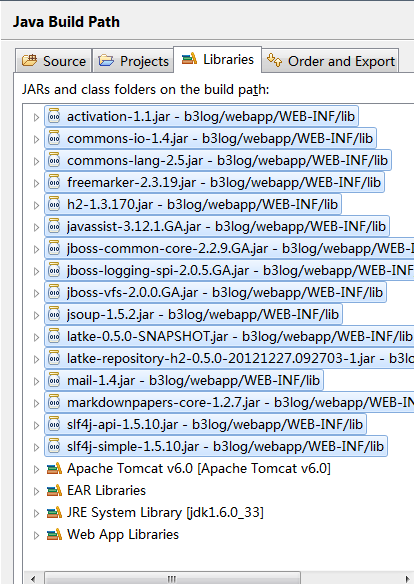 Java Build Path
Source Projects Libraries Order and Export
JARs and class folders on the build path:
activation-1.1.jar - b3log/webapp/WEB-INF/lib
commons-io-1.4.jar - b3log/webapp/WEB-INF/lib
commons-lang-2.5.jar - b3log/webapp/WEB-INF/lib
freemarker-2.3.19.jar - b3log/webapp/WEB-INF/lib
h2-1.3.170.jar - b3log/webapp/WEB-INF/lib
javassist-3.12.1.GA.jar - b3log/webapp/WEB-INF/lib
jboss-common-core-2.2.9.GA.jar - b3log/webapp/WEB-I
jboss-logging-spi-2.0.5.GA.jar - b3log/webapp/WEB-INF
jboss-vfs-2.0.0.GA.jar - b3log/webapp/WEB-INF/lib
jsoup-1.5.2.jar - b3log/webapp/WEB-INF/lib
latke-0.5.0-SNAPSHOT.jar - b3log/webapp/WEB-INF/lib
latke-repository-h2-0.5.0-20121227.092703-1.jar - b3lo
mail-1.4.jar - b3log/webapp/WEB-INF/lib
markdownpapers-core-1.2.7.jar - b3log/webapp/WEB-IN
slf4j-api-1.5.10.jar - b3log/webapp/WEB-INF/lib
slf4j-simple-1.5.10.jar - b3log/webapp/WEB-INF/lib
Apache Tomcat v6.0 [Apache Tomcat v6.0]
EAR Libraries
JRE System Library [jdk1.6.0_33]
Web App Libraries